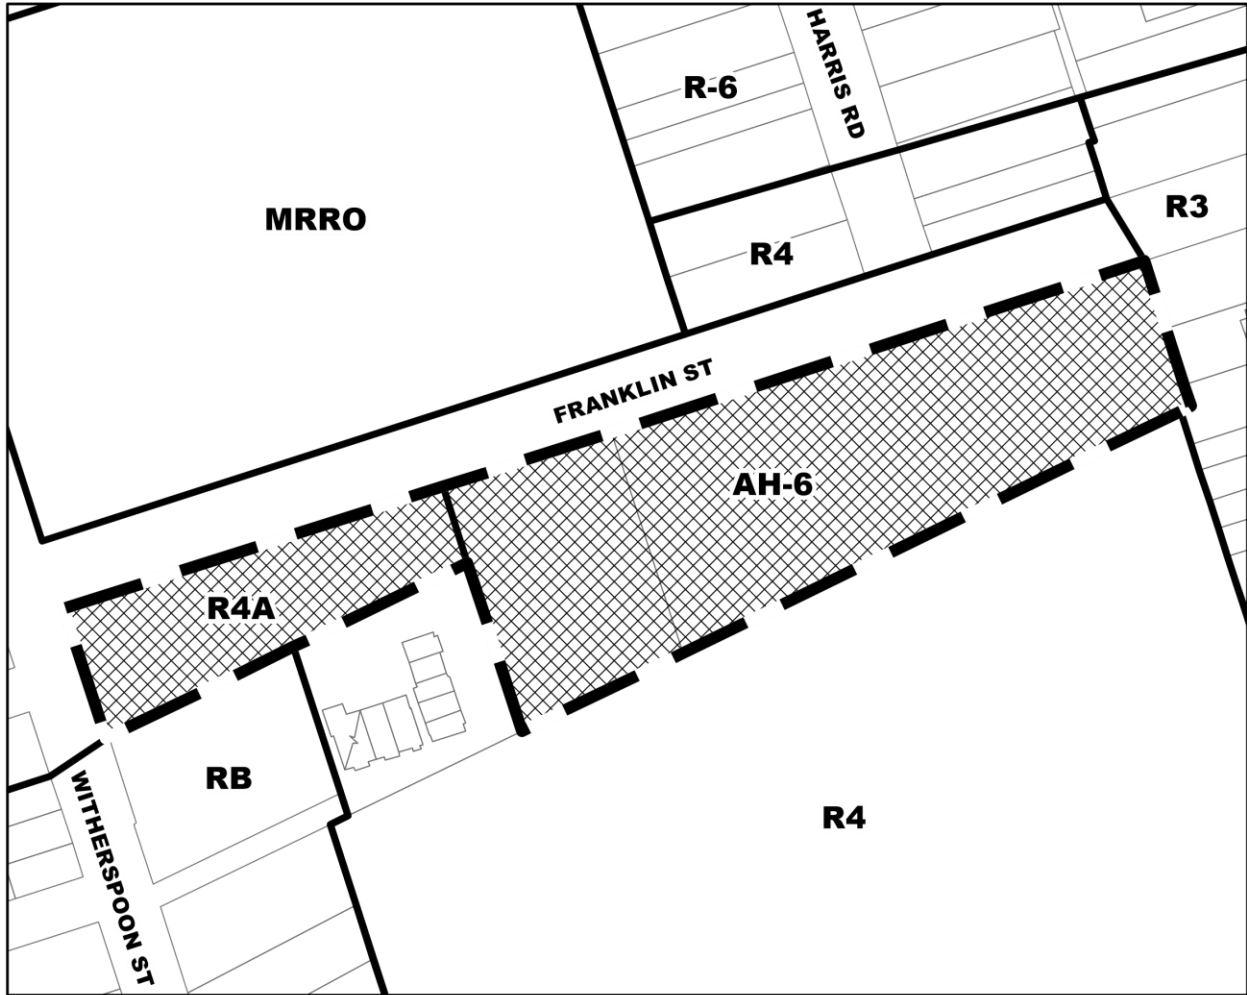 HARRIS RD
R-6
MRRO
R3
R4
FRANKLIN ST
AH-6
R4A
RB
R4
WITHERSPOON ST